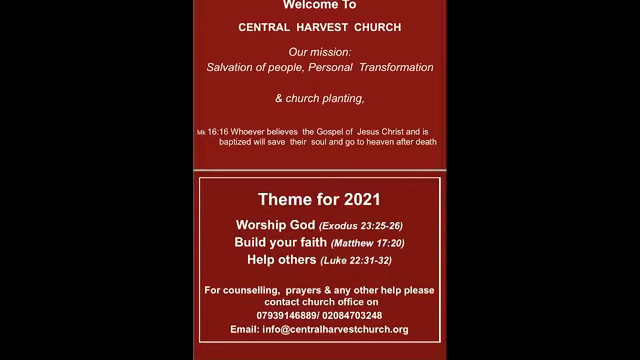 Welcome To
CENTRAL HARVEST CHURCH
Our mission:
Salvation of people, Personal Transformation
& church planting,
Mk 16:16 Whoever believes the Gospel of Jesus Christ and is
baptized will save their soul and go to heaven after death
Theme for 2021
Worship God (Exodus 23:25-26)
Build your faith (Matthew 17:20)
Help others (Luke 22:31-32)
For counselling, prayers & any other help please
contact church office on
07939146889/ 02084703248
Email: info@centralharvestchurch.org